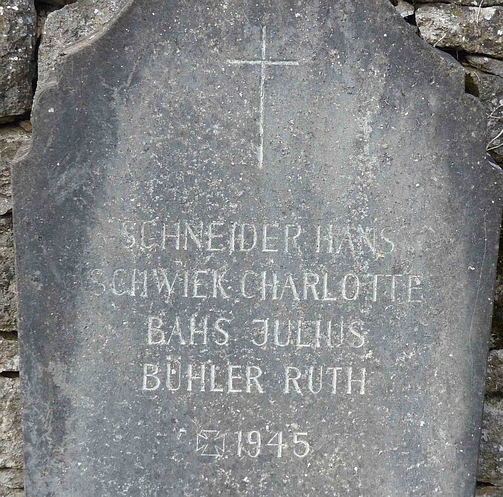 SCHNEIDER HANS
SCHWIEK CHARLOTTE
BAHS JULIUS
BÜHLER RUTH
1945